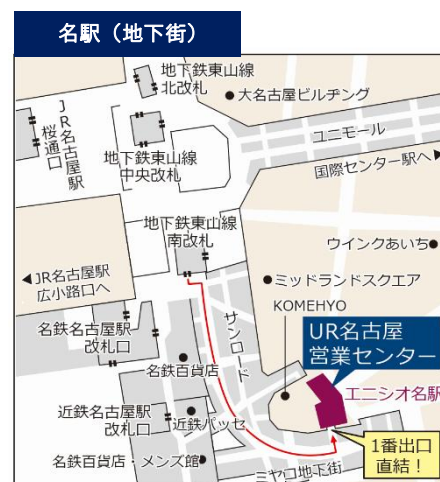 名駅（地下街）
地下鉄東山線
北改札
大名古屋ビルヂング
JR名古屋駅
桜通口
ユニモール
地下鉄東山線
中央改札
国際センター駅へ
地下鉄東山線
南改札
ウインクあいち
JR名古屋駅
広小路口へ
ミッドランドスクエア
サンロード
KOMEHYO
名鉄名古屋駅
改札口
UR名古屋
営業センター
名鉄百貨店
エニシオ名駅
近鉄名古屋駅
改札口
近鉄パッセ
1番出口
直結！
名鉄百貨店・メンズ館
ミヤコ地下街